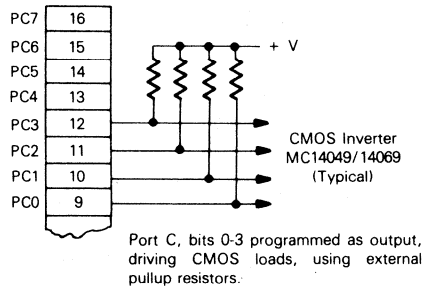 PC7 16
PC6 15
PC5 14
PC4 13
PC3 12
PC2 11
PC1 10
PC0 9
+ V
CMOS Inverter
MC14049/14069
(Typical)
Port C, bits 0-3 programmed as output,
driving CMOS loads, using external
pullup resistors.